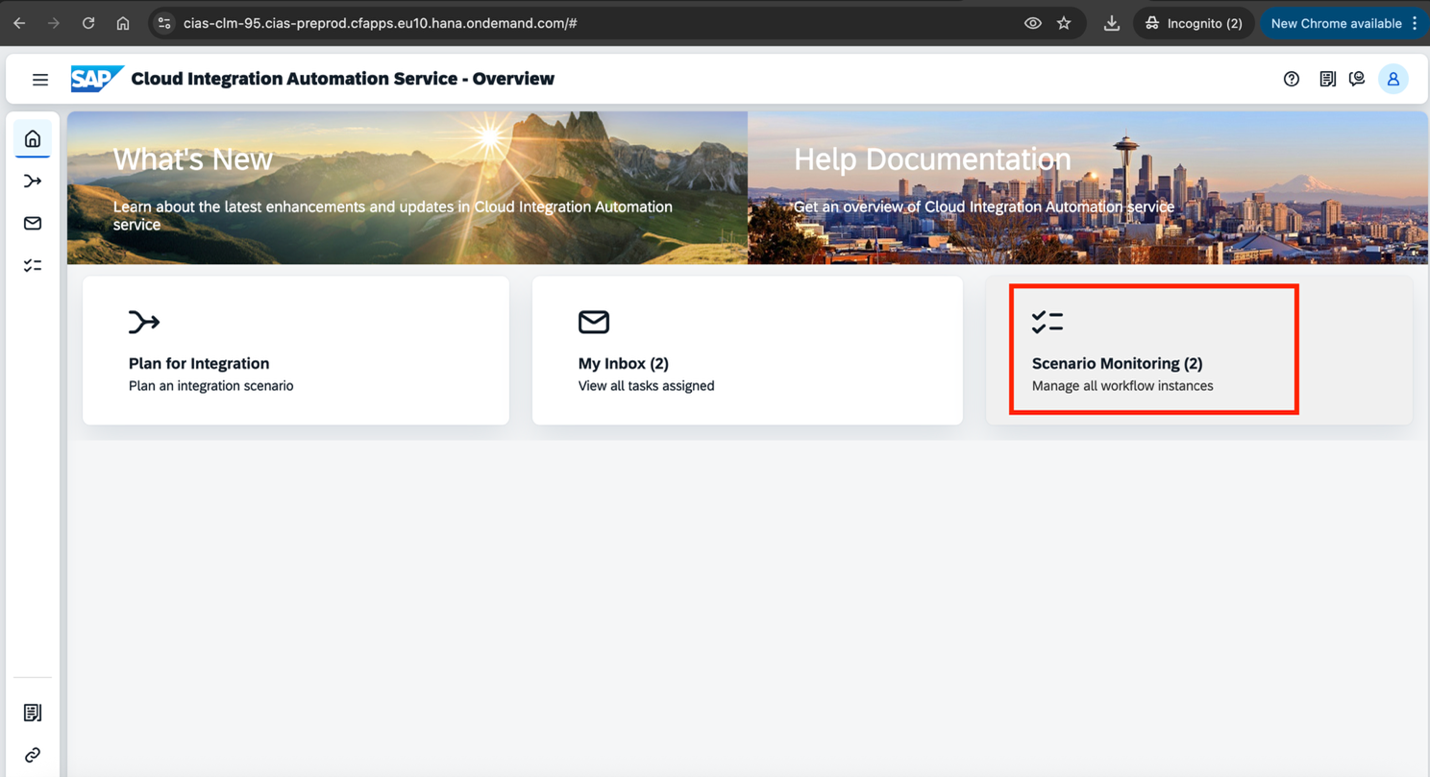 cias-clm-95.cias-preprod.cfapps.eu10.hana.ondemand.com/#
Incognito (2)
New Chrome available
SAP
Cloud Integration Automation Service - Overview
What's New
Learn about the latest enhancements and updates in Cloud Integration Automation
service
Help Documentation
Get an overview of Cloud Integration Automation service
Plan for Integration
Plan an integration scenario
My Inbox (2)
View all tasks assigned
Scenario Monitoring (2)
Manage all workflow instances